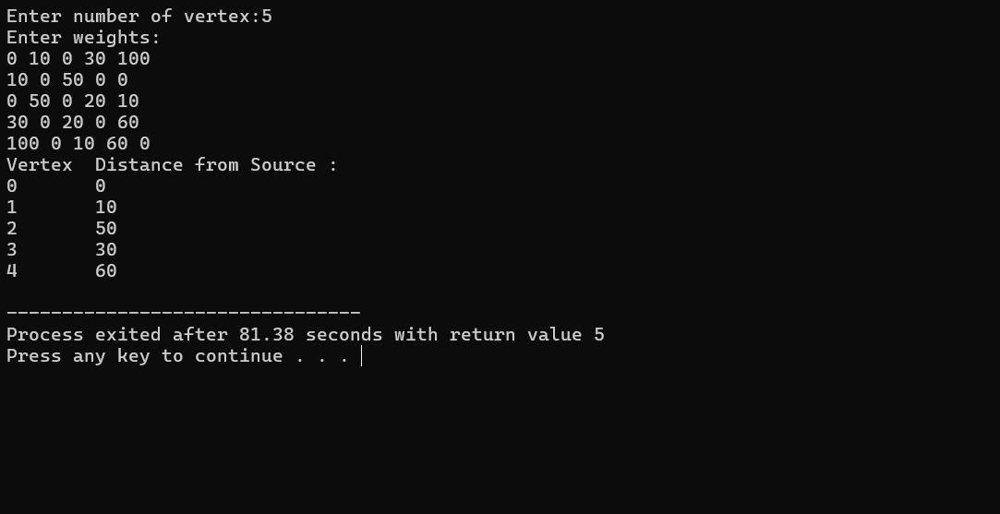 Enter number of vertex:5
Enter weights:
0 10 0 30 100
10 0 50 0 0
0 50 0 20 10
30 0 20 0 60
100 0 10 60 0
Vertex  Distance from Source :
0       0
1       10
2       50
3       30
4       60
--------------------------------
Process exited after 81.38 seconds with return value 5
Press any key to continue . . .